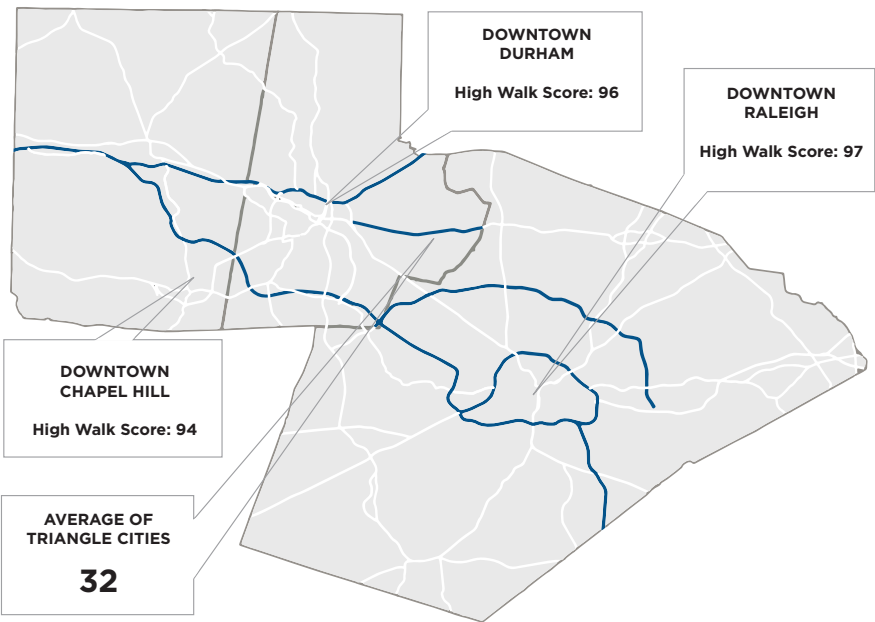 DOWNTOWN
DURHAM
High Walk Score: 96
DOWNTOWN
RALEIGH
High Walk Score: 97
DOWNTOWN
CHAPEL HILL
High Walk Score: 94
AVERAGE OF
TRIANGLE CITIES
32